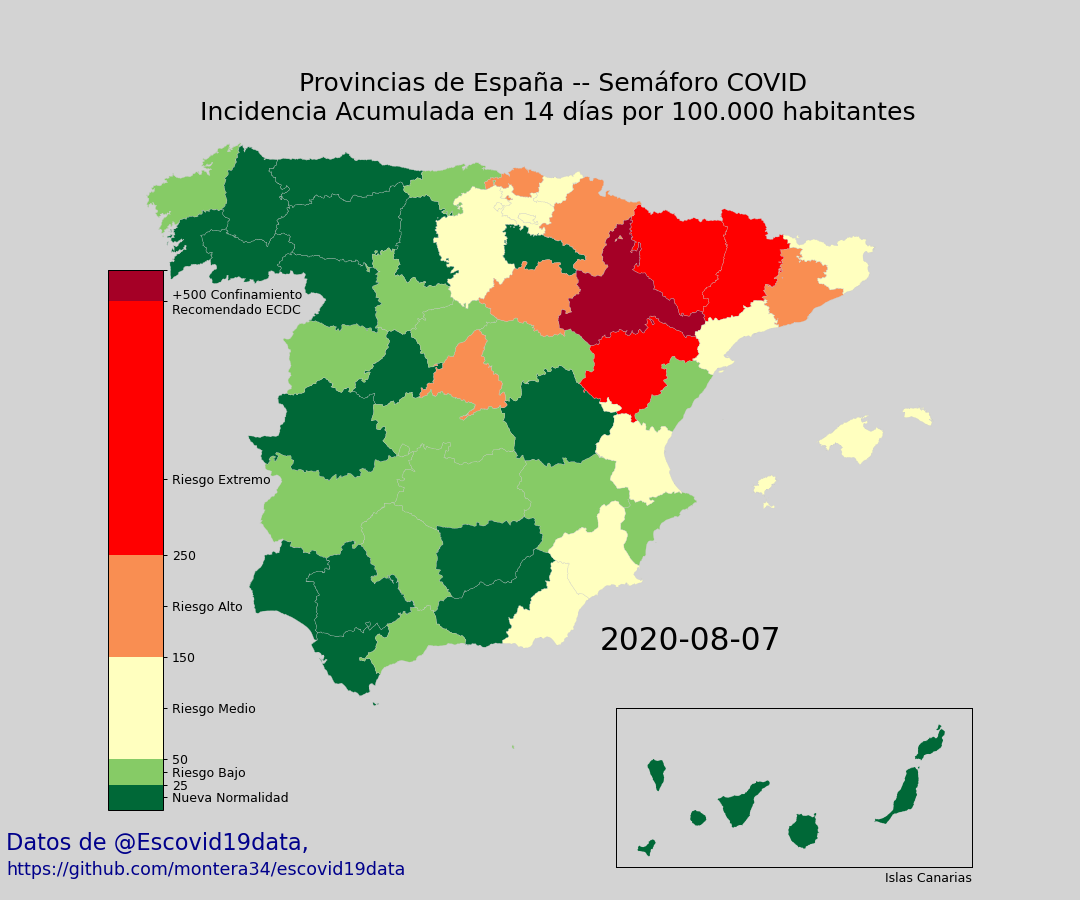 Provincias de España -- Semáforo COVID
Incidencia Acumulada en 14 días por 100.000 habitantes
+500 Confinamiento
Recomendado ECDC
Riesgo Extremo
250
Riesgo Alto
150
Riesgo Medio
50
Riesgo Bajo
25
Nueva Normalidad
2020-08-07
Islas Canarias
Datos de @Escovid19data,
https://github.com/montera34/escovid19data